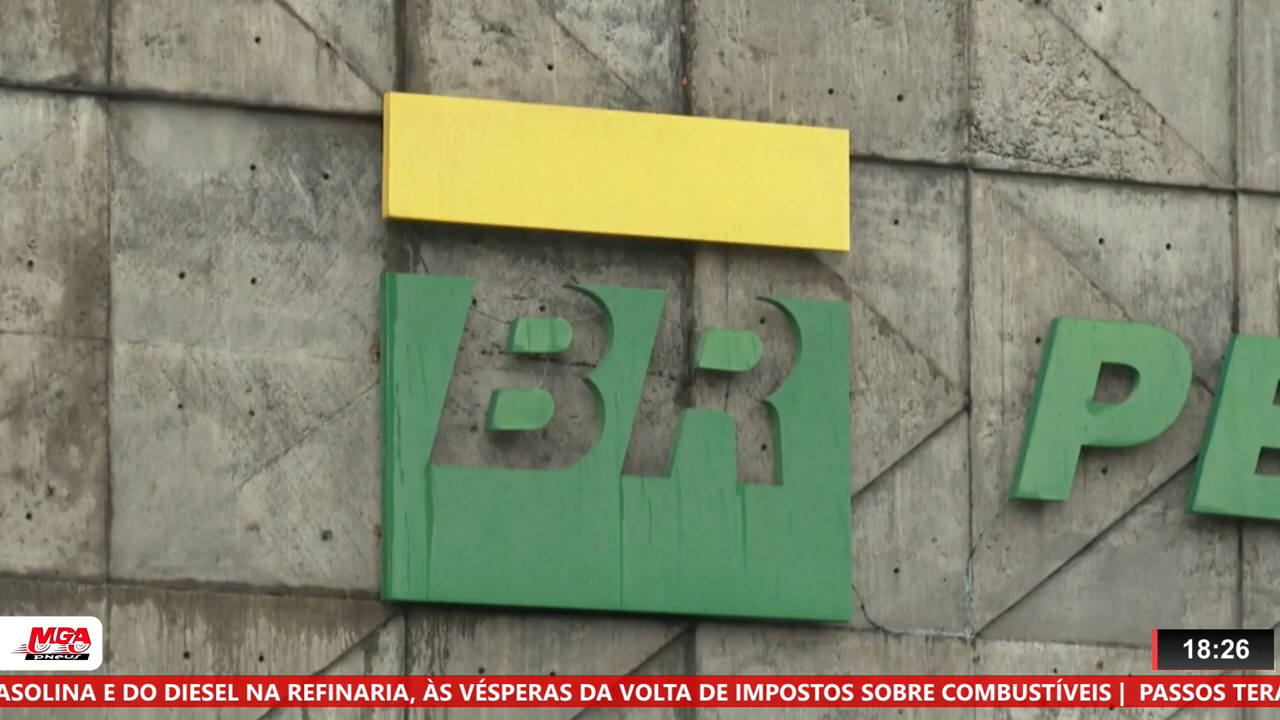 BR
PE
MGA
PNEUS
18:26
ASOLINA E DO DIESEL NA REFINARIA, ÀS VÉSPERAS DA VOLTA DE IMPOSTOS SOBRE COMBUSTÍVEIS | PASSOS TERÁ